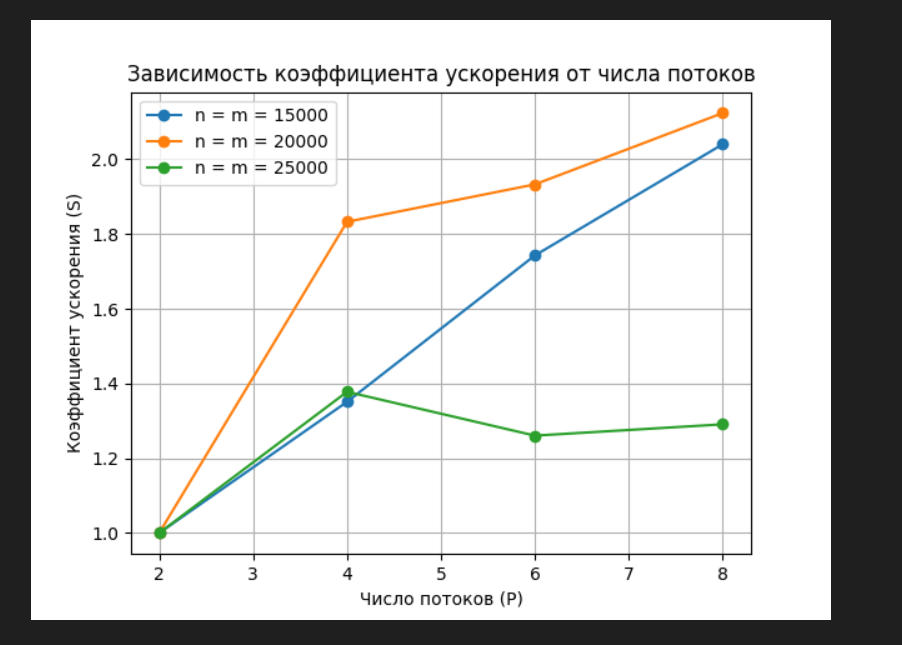 Зависимость коэффициента ускорения от числа потоков
n = m = 15000
n = m = 20000
n = m = 25000
Коэффициент ускорения (S)
2.0
1.8
1.6
1.4
1.2
1.0
2 3 4 5 6 7 8
Число потоков (P)